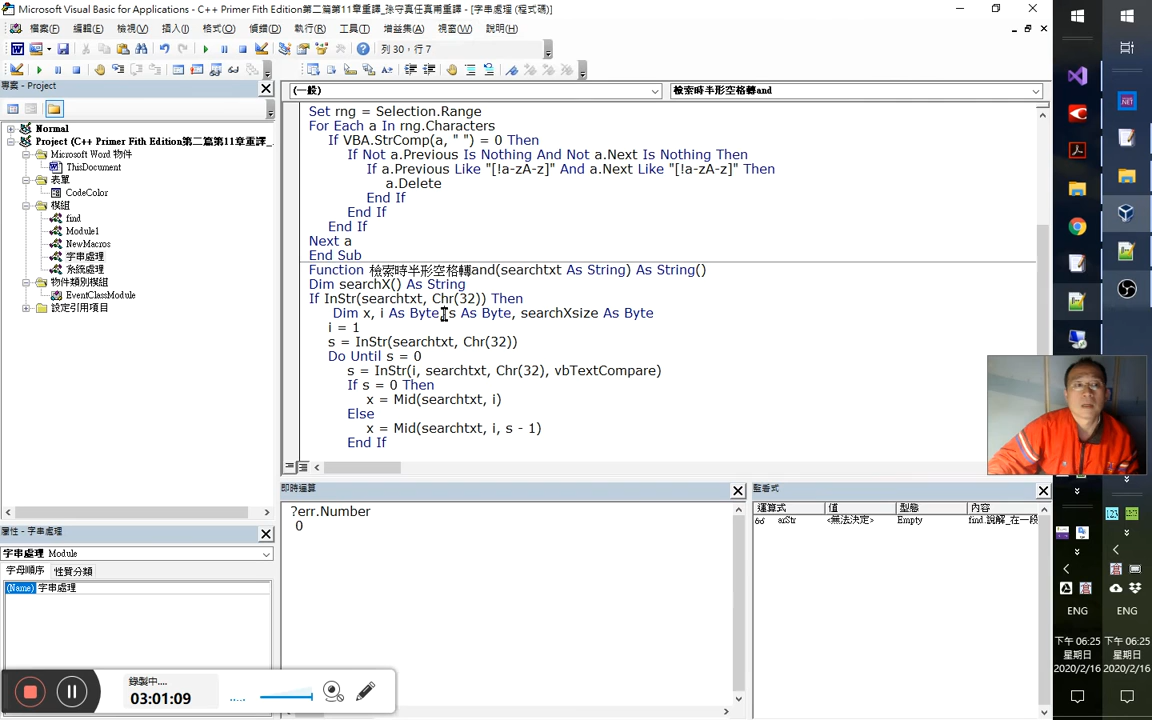 Microsoft Visual Basic for Applications - C++ Primer Fith Edition第二篇第11章重譯_孫守真任真甫重譯 - [字串處理 (程式碼)]
檔案(F) 編輯(E) 檢視(V) 插入(I) 格式(O) 偵錯(D) 執行(R) 工具(T) 增益集(A) 視窗(W) 說明(H)
列 30，行 7
專案 - Project
Normal
Project (C++ Primer Fith Edition第二篇第11章重譯_
Microsoft Word 物件
ThisDocument
表單
CodeColor
模組
find
Module1
NewMacros
字串處理
系統處理
物件類別模組
EventClassModule
設定引用項目
屬性 - 字串處理
字串處理 Module
字母順序 性質分類
(Name) 字串處理
(一般)
檢索時半形空格轉and
Set rng = Selection.Range
For Each a In rng.Characters
If VBA.StrComp(a, " ") = 0 Then
If Not a.Previous Is Nothing And Not a.Next Is Nothing Then
If a.Previous Like "[!a-zA-z]" And a.Next Like "[!a-zA-z]" Then
a.Delete
End If
End If
End If
Next a
End Sub
Function 檢索時半形空格轉and(searchtxt As String) As String()
Dim searchX() As String
If InStr(searchtxt, Chr(32)) Then
Dim x, i As Byte, s As Byte, searchXsize As Byte
i = 1
s = InStr(searchtxt, Chr(32))
Do Until s = 0
s = InStr(i, searchtxt, Chr(32), vbTextCompare)
If s = 0 Then
x = Mid(searchtxt, i)
Else
x = Mid(searchtxt, i, s - 1)
End If
即時運算
?err.Number
0
監看式
運算式 值 型態 內容
arStr <無法決定> Empty find.說解_在一段
錄製中....
03:01:09
ENG ENG
下午 06:25 下午 06:25
星期日 星期日
2020/2/16 2020/2/16